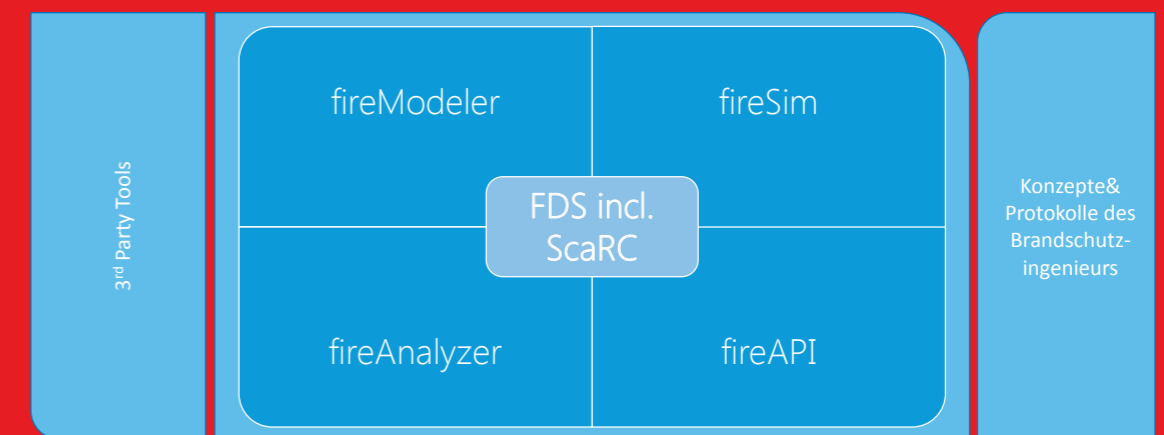 3rd Party Tools
fireModeler
fireSim
FDS incl.
ScaRC
fireAnalyzer
fireAPI
Konzepte&
Protokolle des
Brandschutz-
ingenieurs